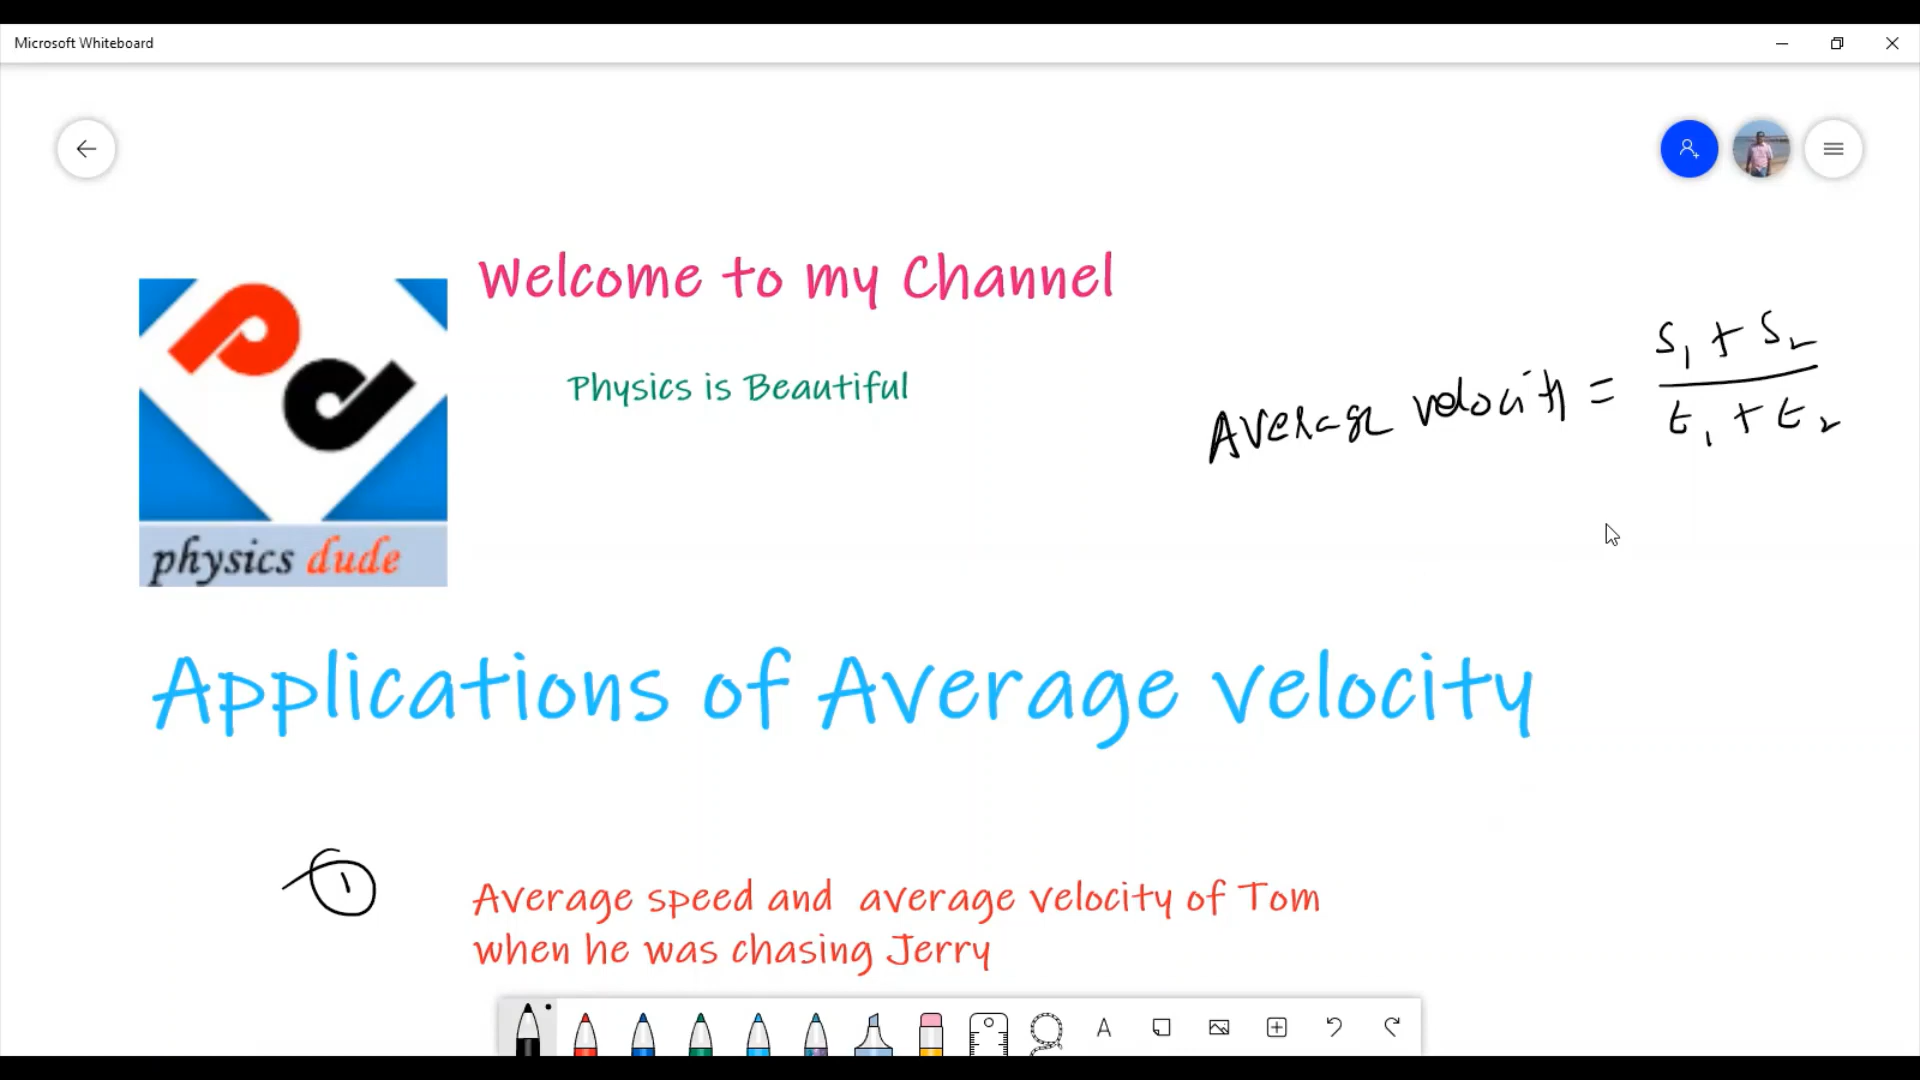 Microsoft Whiteboard
Welcome to my Channel
Physics is Beautiful
physics dude
Average velocity = S₁ + S₂ / t₁ + t₂
Applications of Average velocity
1
Average speed and average velocity of Tom
when he was chasing Jerry
A